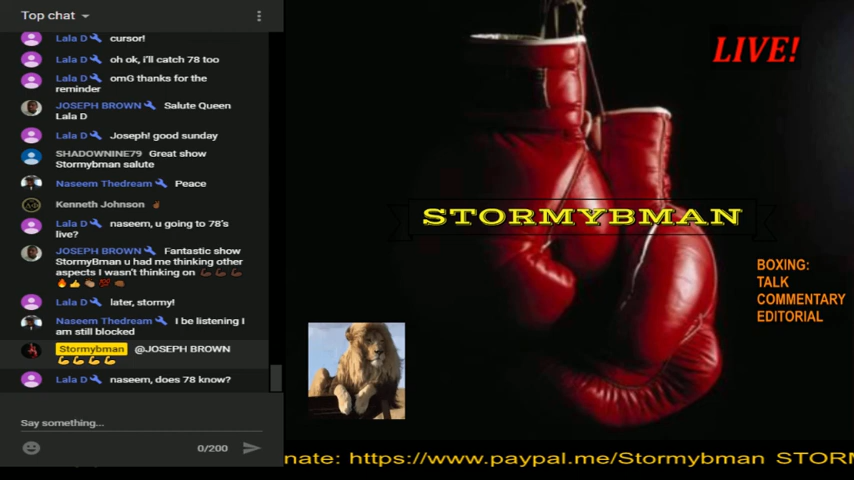 Top chat
Lala D cursor!
Lala D oh ok, i'll catch 78 too
Lala D omG thanks for the
reminder
JOSEPH BROWN Salute Queen
Lala D
Lala D Joseph! good sunday
SHADOWNINE79 Great show
Stormybman salute
Naseem Thedream Peace
Kenneth Johnson ✌🏾
Lala D naseem, u going to 78's
live?
JOSEPH BROWN Fantastic show
StormyBman u had me thinking other
aspects I wasn't thinking on
Lala D later, stormy!
Naseem Thedream I be listening I
am still blocked
Stormybman @JOSEPH BROWN
💪💪💪💪
Lala D naseem, does 78 know?
Say something...
0/200
LIVE!
STORMYBMAN
BOXING:
TALK
COMMENTARY
EDITORIAL
nate: https://www.paypal.me/Stormybman STORM